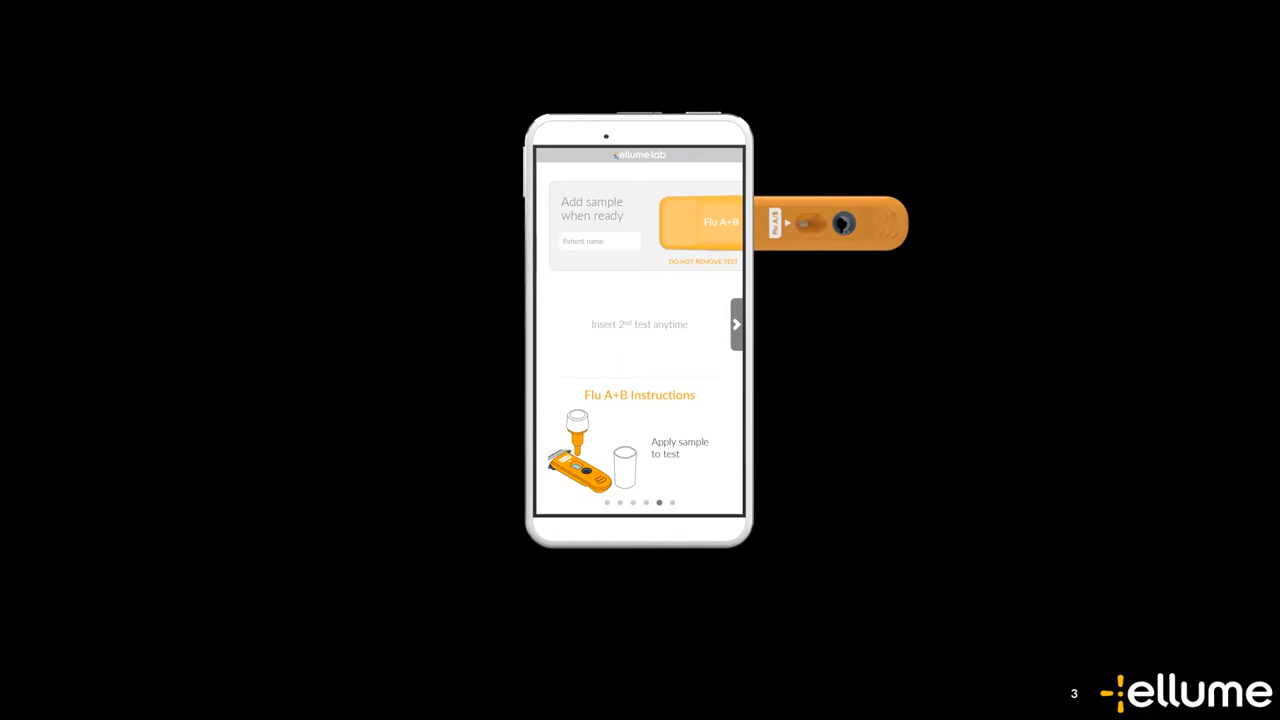 ellume·lab
Add sample
when ready
Patient name
Flu A+B
DO NOT REMOVE TEST
Flu A/B
Insert 2nd test anytime
Flu A+B Instructions
Apply sample
to test
3
ellume